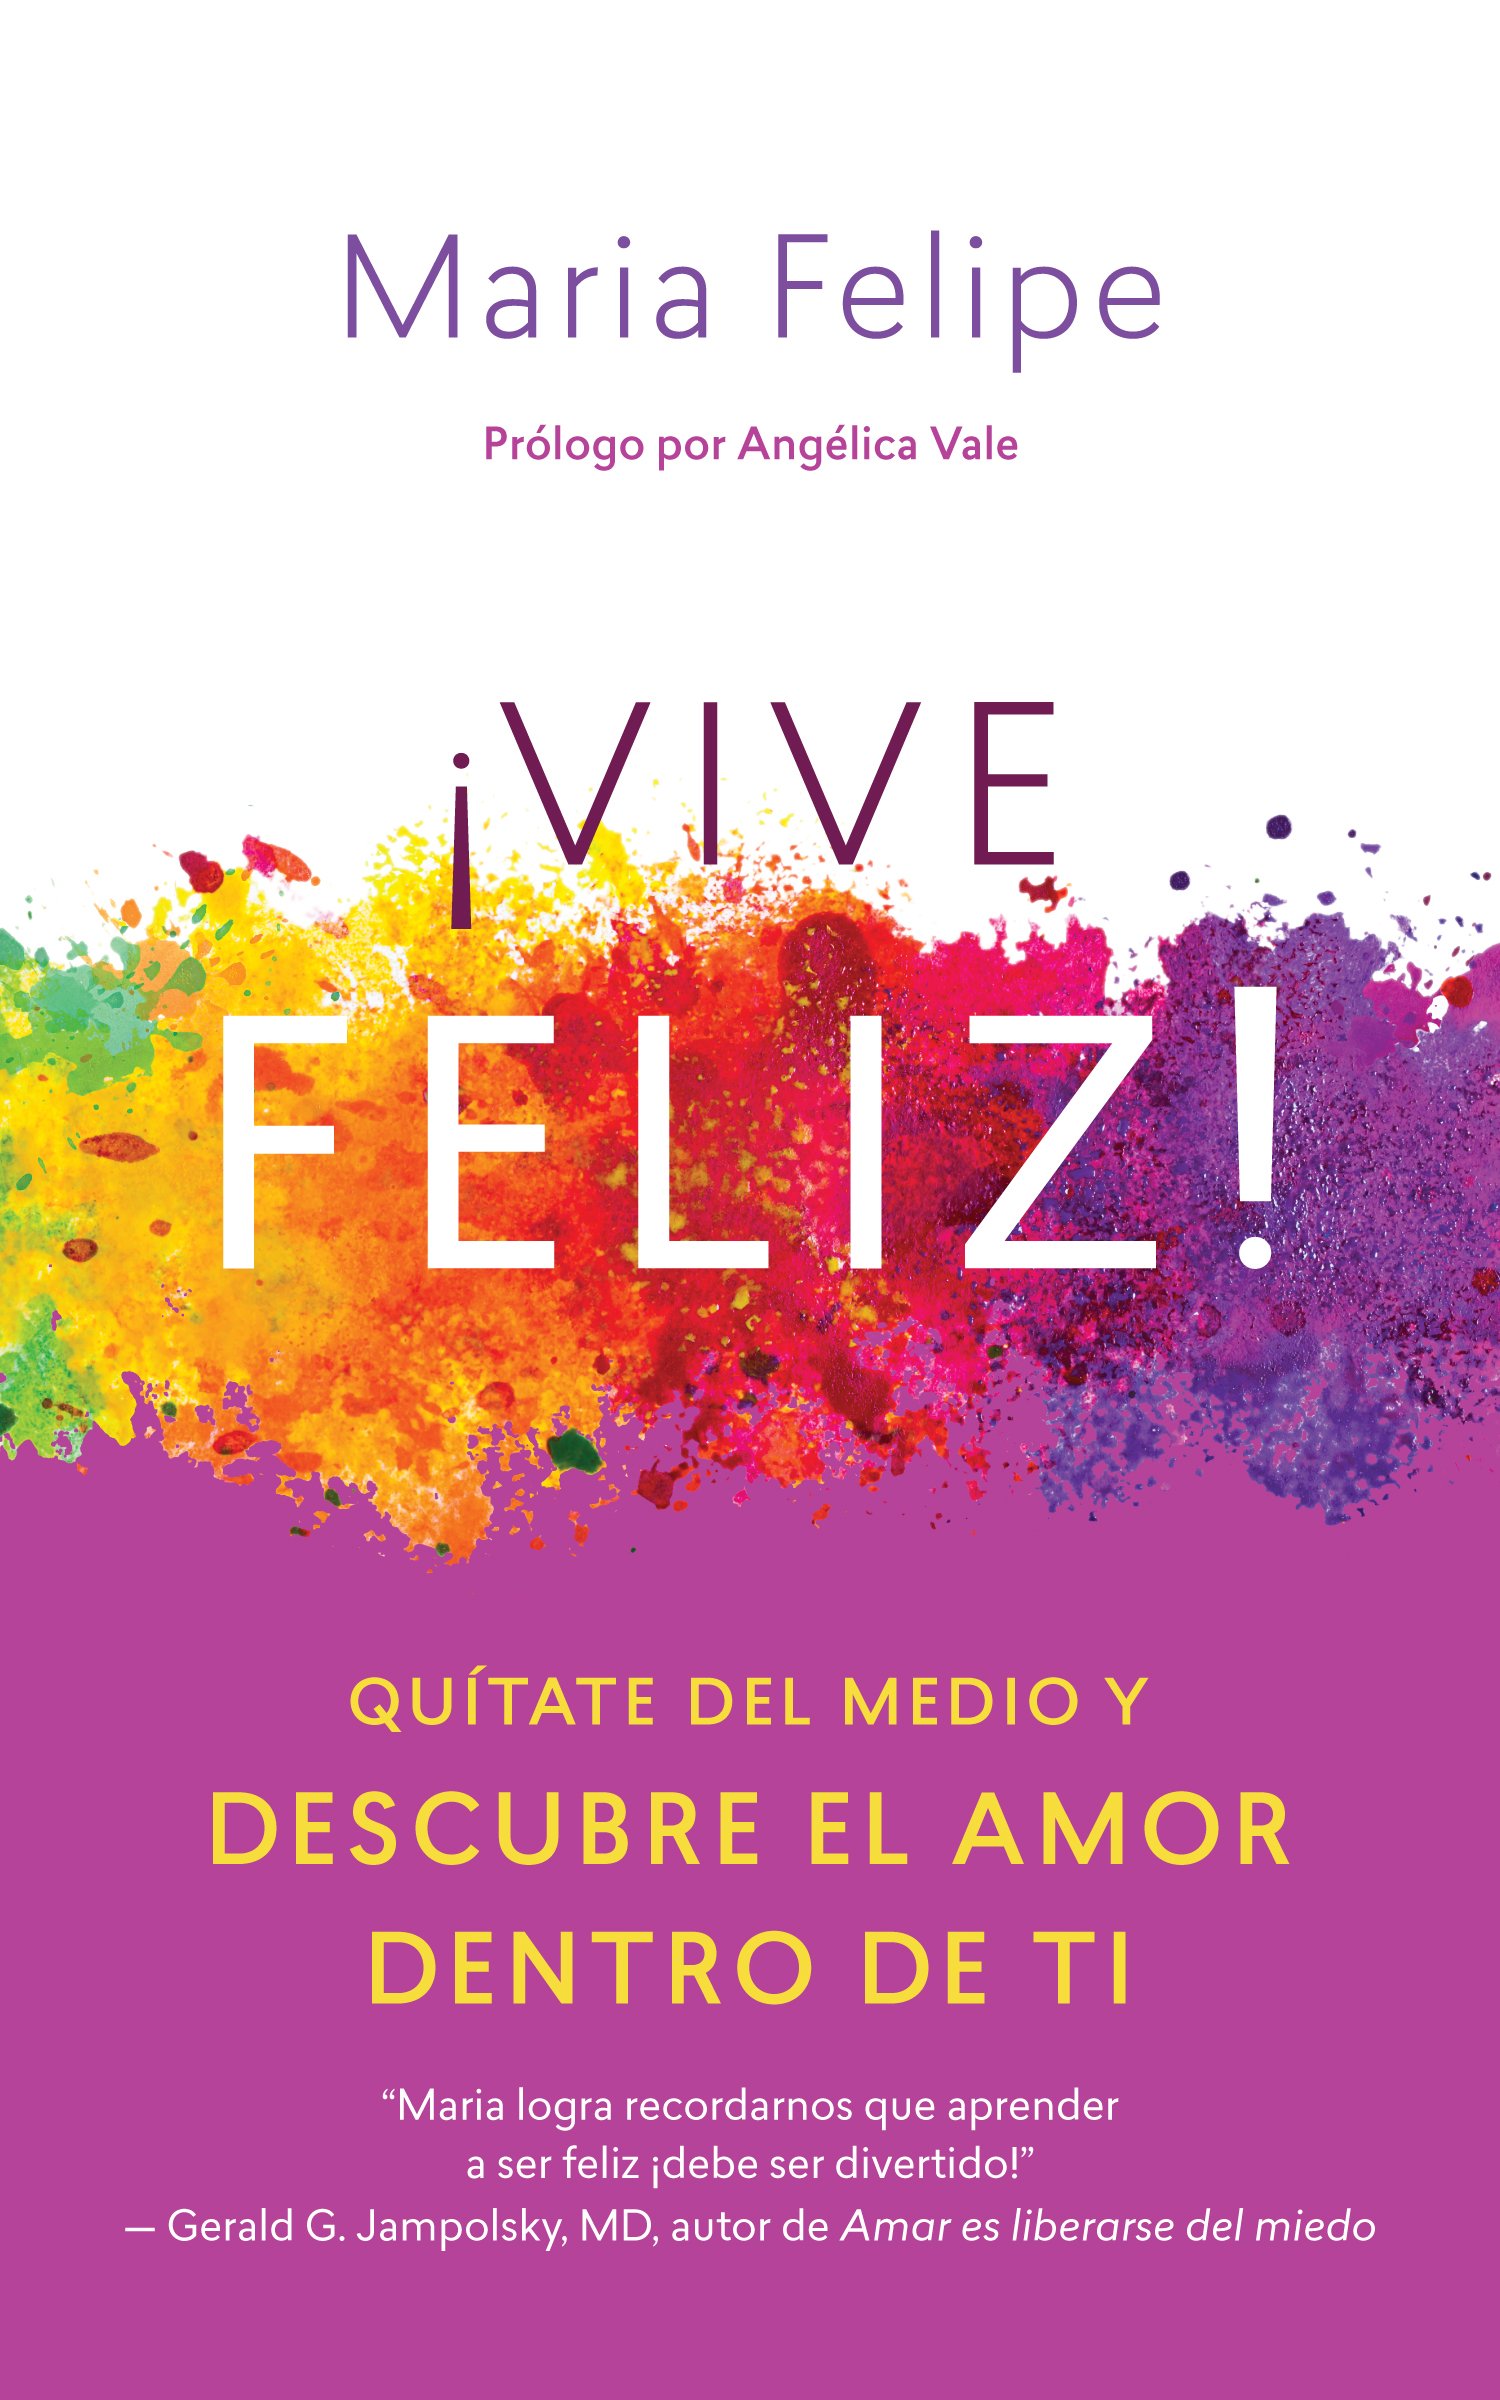 Maria Felipe
Prólogo por Angélica Vale
¡VIVE
FELIZ!
QUÍTATE DEL MEDIO Y
DESCUBRE EL AMOR
DENTRO DE TI
“Maria logra recordarnos que aprender
a ser feliz ¡debe ser divertido!”
— Gerald G. Jampolsky, MD, autor de Amar es liberarse del miedo